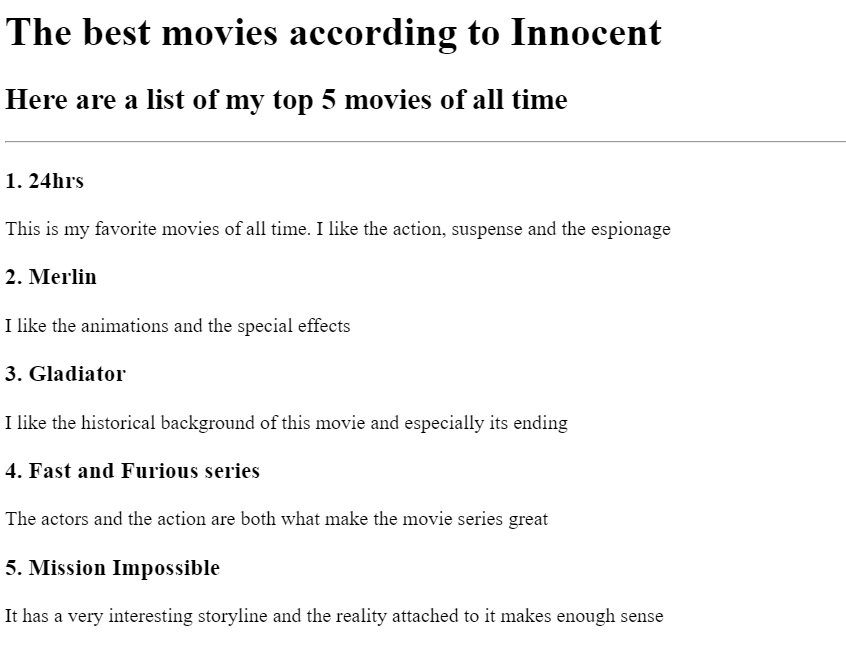 The best movies according to Innocent
Here are a list of my top 5 movies of all time
1. 24hrs
This is my favorite movies of all time. I like the action, suspense and the espionage
2. Merlin
I like the animations and the special effects
3. Gladiator
I like the historical background of this movie and especially its ending
4. Fast and Furious series
The actors and the action are both what make the movie series great
5. Mission Impossible
It has a very interesting storyline and the reality attached to it makes enough sense